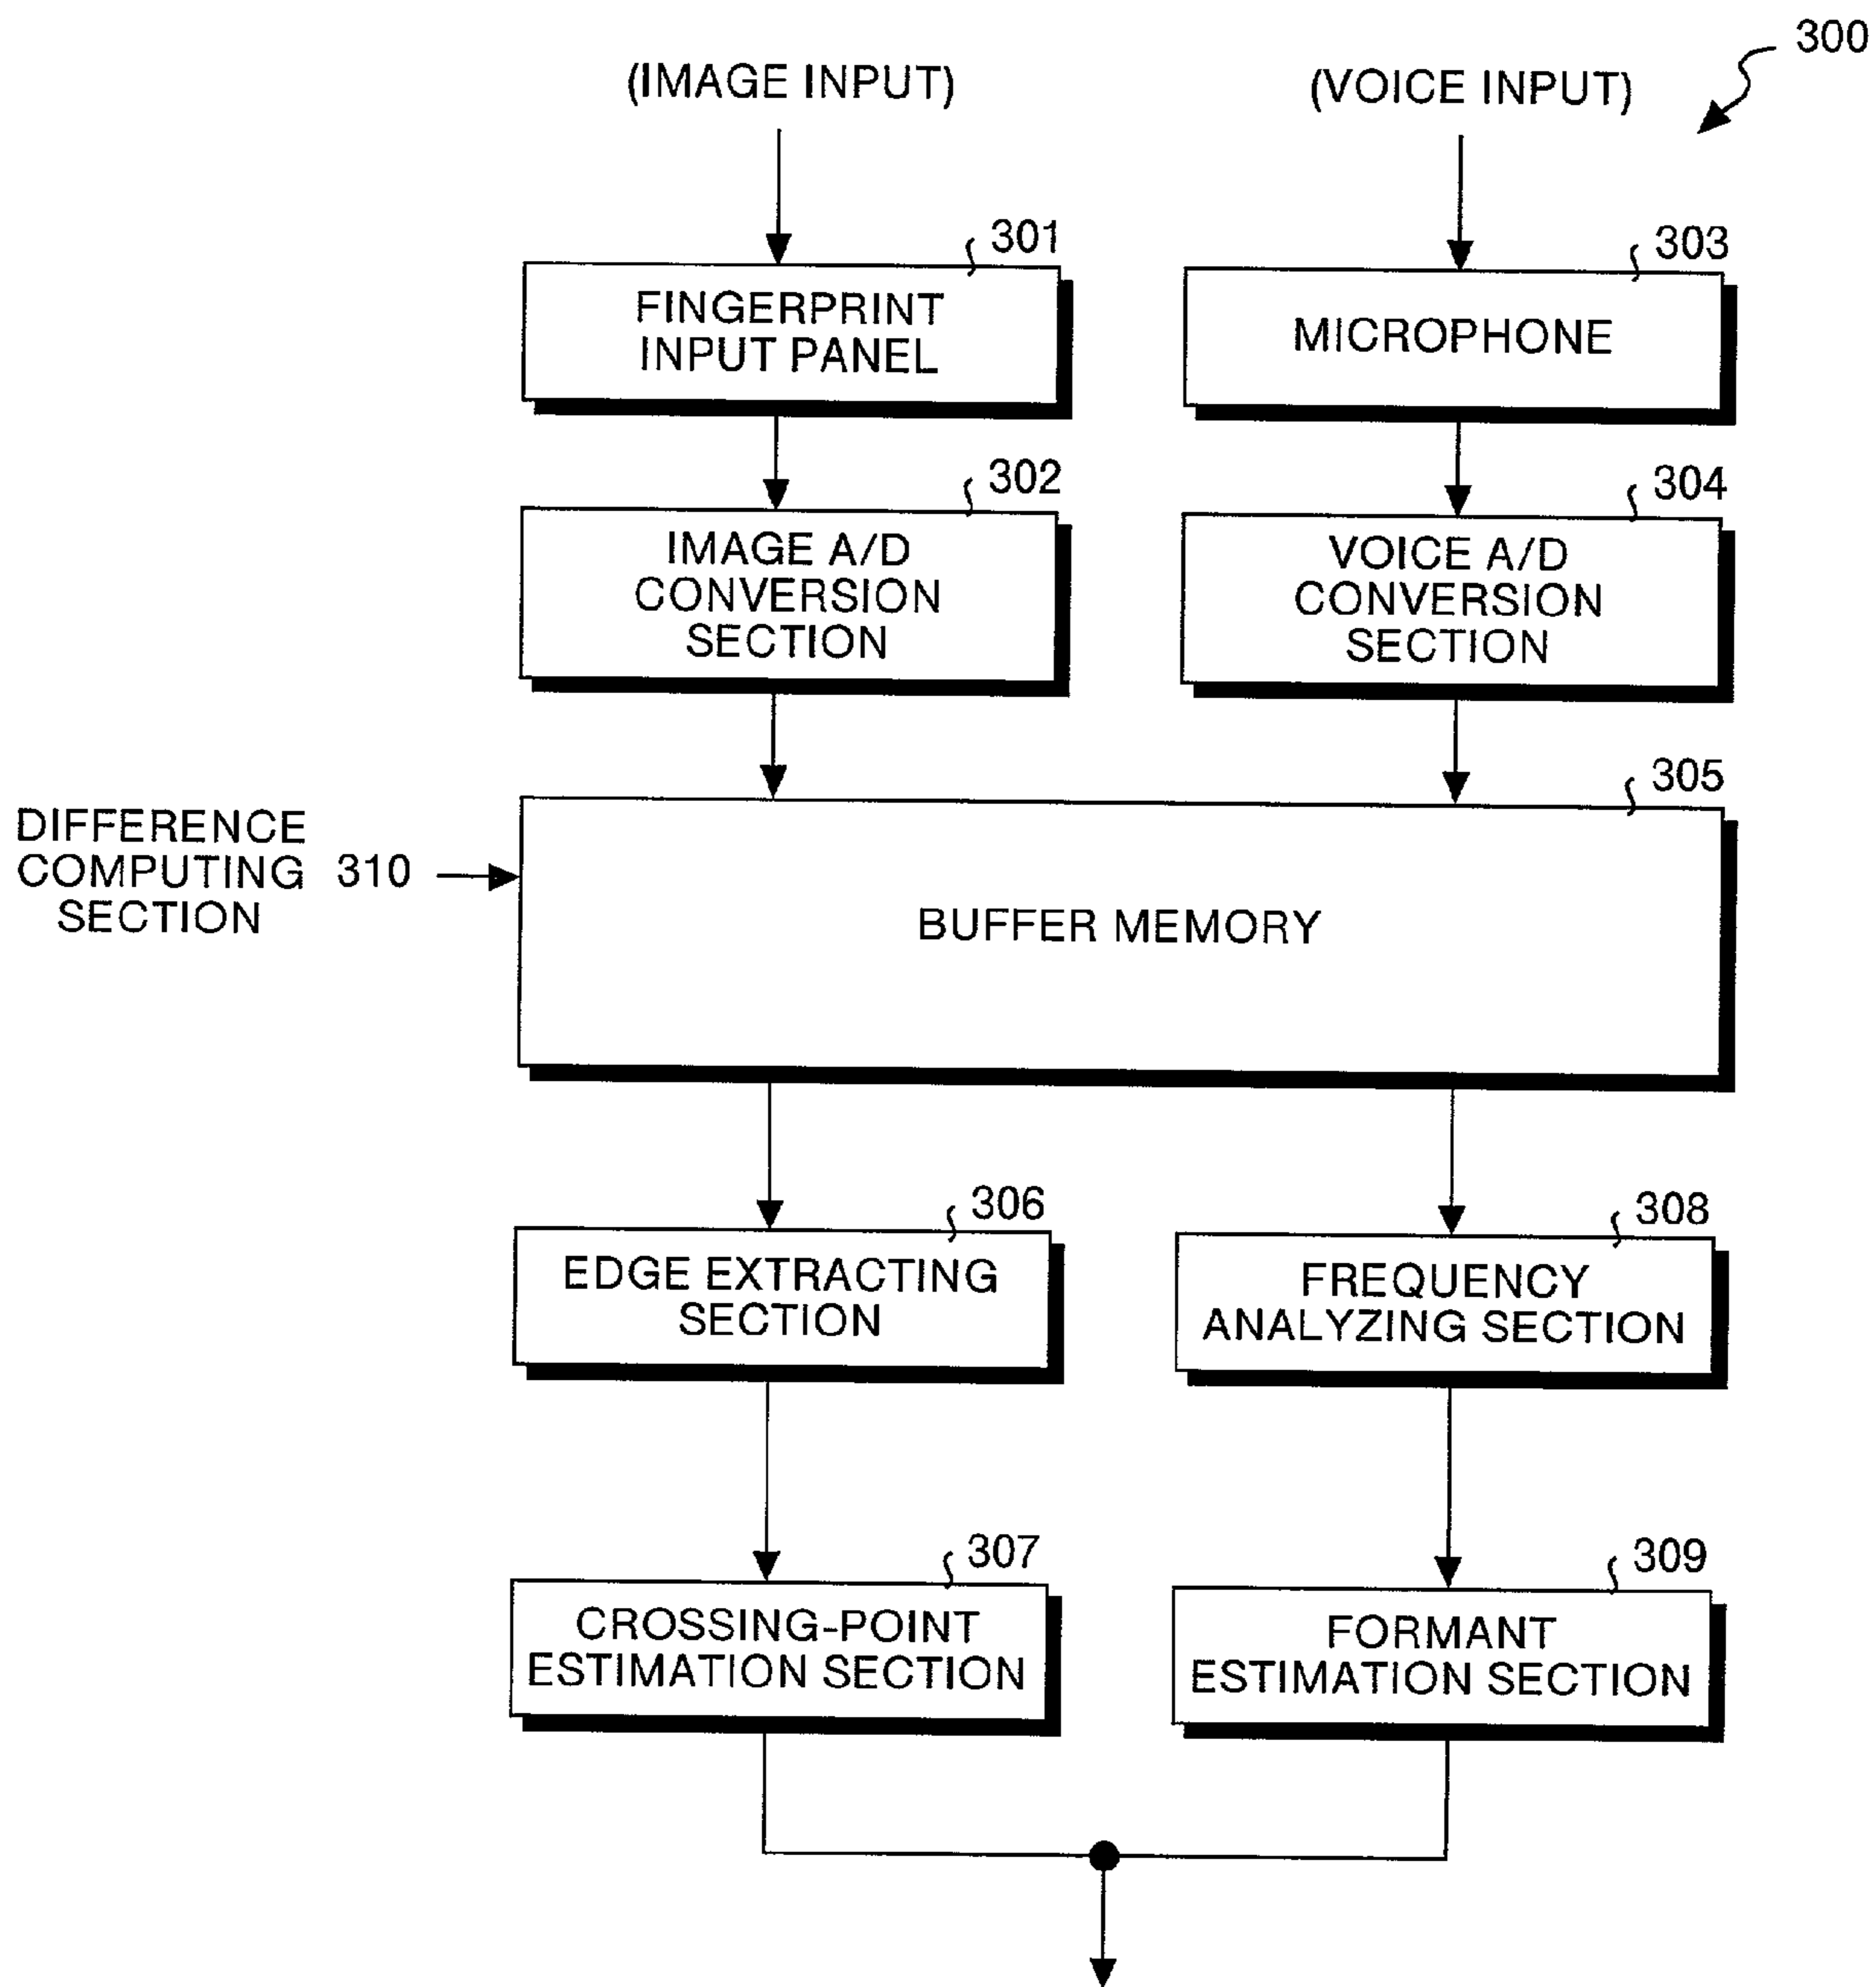 300
(IMAGE INPUT)
(VOICE INPUT)
301
FINGERPRINT
INPUT PANEL
303
MICROPHONE
302
IMAGE A/D
CONVERSION
SECTION
304
VOICE A/D
CONVERSION
SECTION
305
BUFFER MEMORY
DIFFERENCE
COMPUTING 310
SECTION
306
EDGE EXTRACTING
SECTION
308
FREQUENCY
ANALYZING SECTION
307
CROSSING-POINT
ESTIMATION SECTION
309
FORMANT
ESTIMATION SECTION